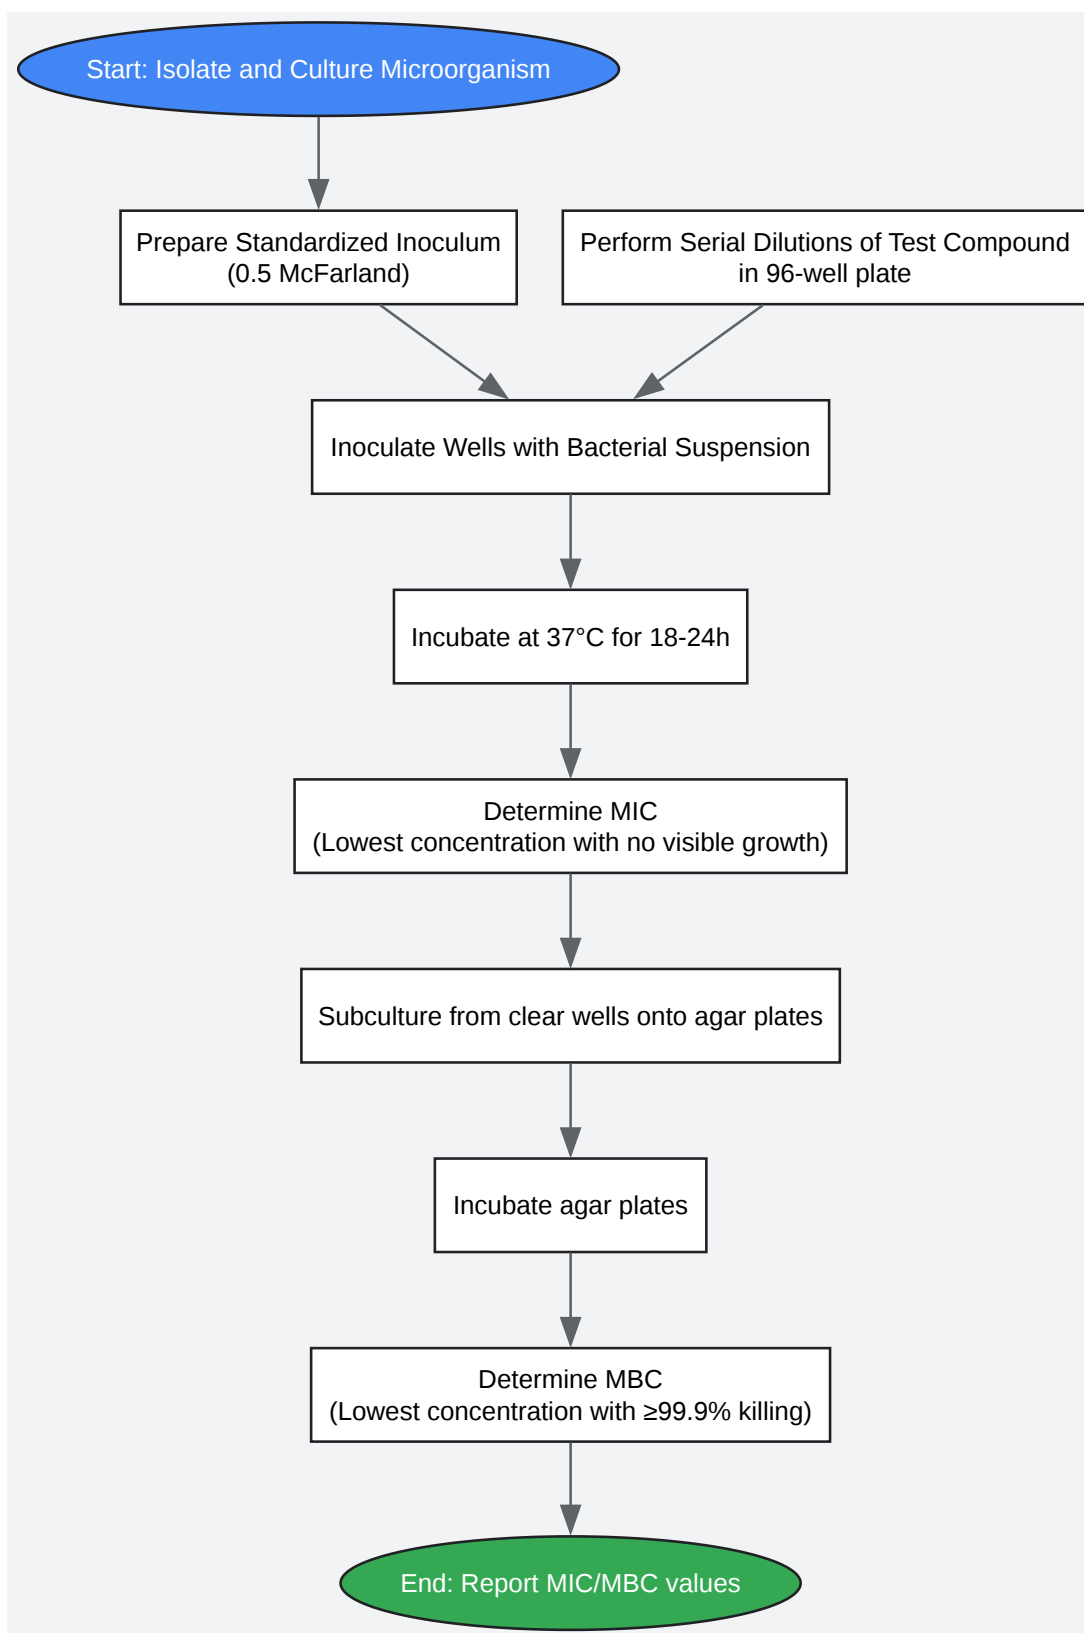 Start: Isolate and Culture Microorganism
Prepare Standardized Inoculum
(0.5 McFarland)
Perform Serial Dilutions of Test Compound
in 96-well plate
Inoculate Wells with Bacterial Suspension
Incubate at 37°C for 18-24h
Determine MIC
(Lowest concentration with no visible growth)
Subculture from clear wells onto agar plates
Incubate agar plates
Determine MBC
(Lowest concentration with ≥99.9% killing)
End: Report MIC/MBC values